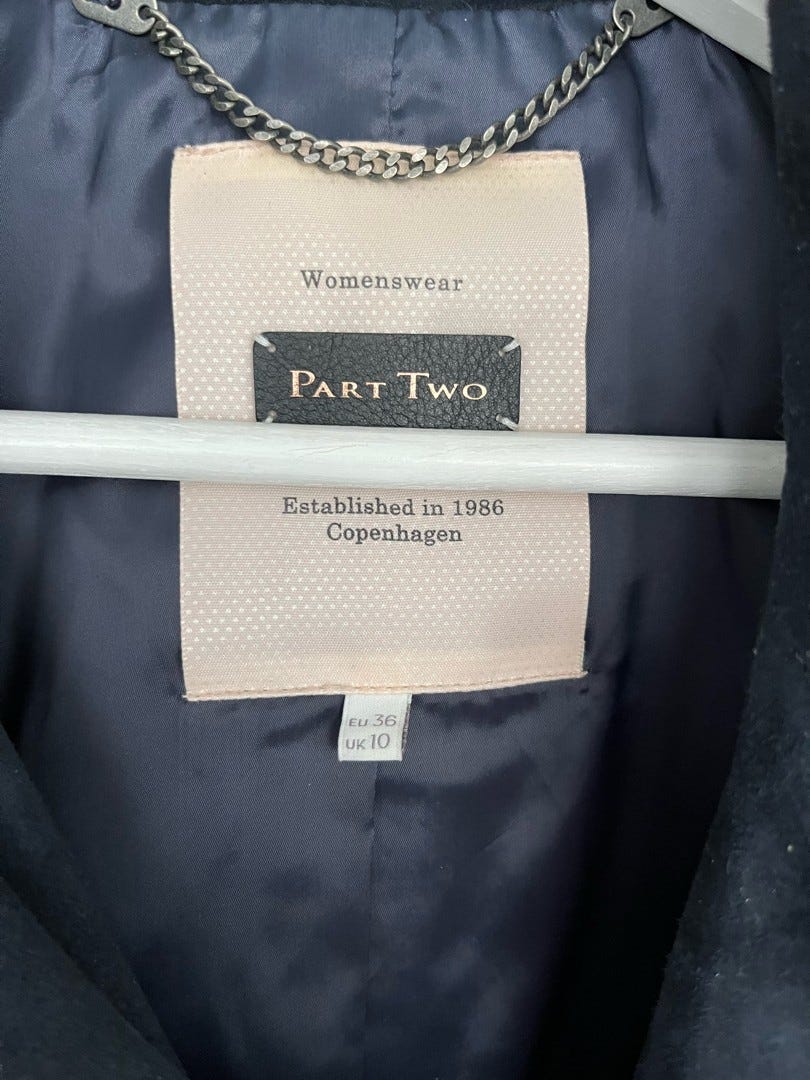 Womenswear
PART TWO
Established in 1986
Copenhagen
EU 36
UK 10